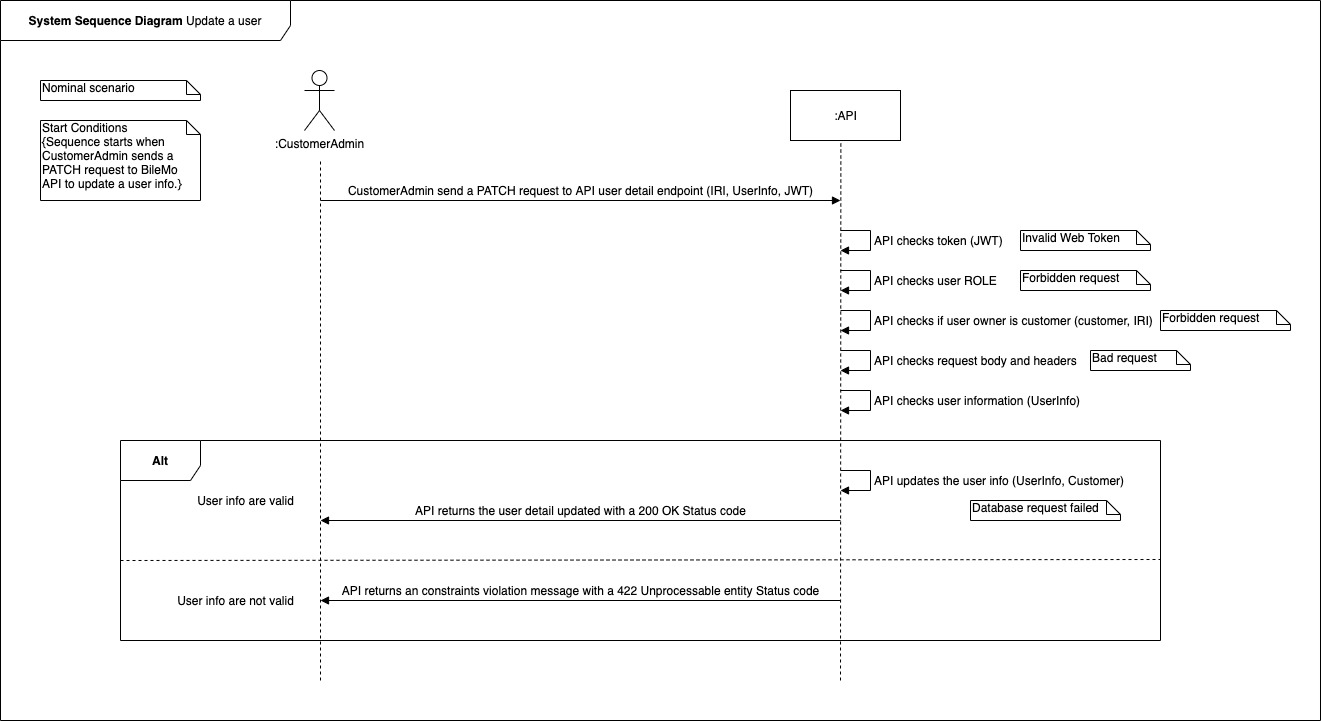 System Sequence Diagram Update a user
Nominal scenario
Start Conditions
{Sequence starts when
CustomerAdmin sends a
PATCH request to BileMo
API to update a user info.}
:CustomerAdmin
:API
CustomerAdmin send a PATCH request to API user detail endpoint (IRI, UserInfo, JWT)
API checks token (JWT)
Invalid Web Token
API checks user ROLE
Forbidden request
API checks if user owner is customer (customer, IRI)
Forbidden request
API checks request body and headers
Bad request
API checks user information (UserInfo)
Alt
API updates the user info (UserInfo, Customer)
User info are valid
API returns the user detail updated with a 200 OK Status code
Database request failed
API returns an constraints violation message with a 422 Unprocessable entity Status code
User info are not valid